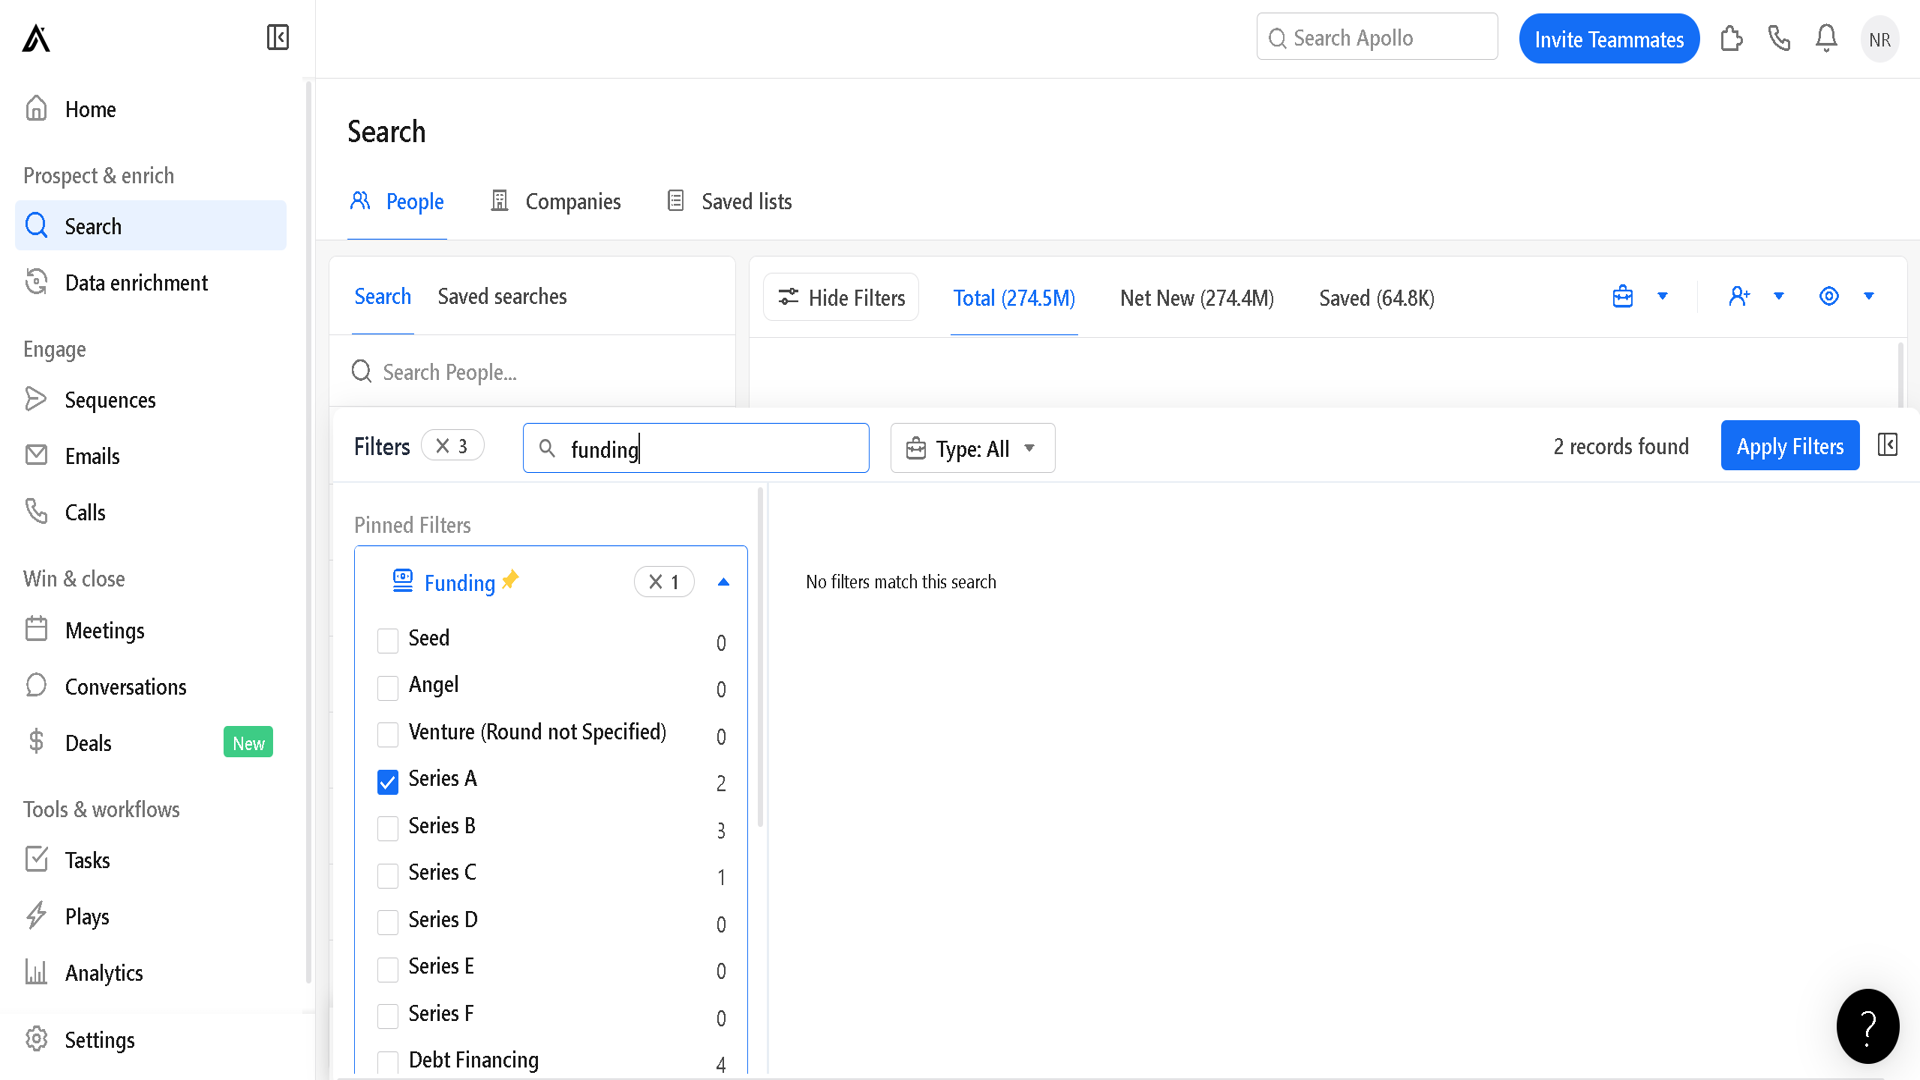 Search Apollo
Invite Teammates
NR
Home
Prospect & enrich
Search
Data enrichment
Engage
Sequences
Emails
Calls
Win & close
Meetings
Conversations
Deals
New
Tools & workflows
Tasks
Plays
Analytics
Settings
Search
People
Companies
Saved lists
Search
Saved searches
Search People...
Hide Filters
Total (274.5M)
Net New (274.4M)
Saved (64.8K)
Filters
3
funding
Type: All
2 records found
Apply Filters
Pinned Filters
Funding
1
Seed 0
Angel 0
Venture (Round not Specified) 0
Series A 2
Series B 3
Series C 1
Series D 0
Series E 0
Series F 0
Debt Financing 4
No filters match this search
?